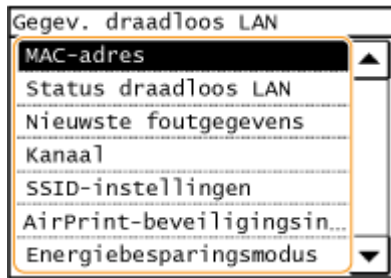 Gegev. draadloos LAN
MAC-adres
Status draadloos LAN
Nieuwste foutgegevens
Kanaal
SSID-instellingen
AirPrint-beveiligingsin...
Energiebesparingsmodus